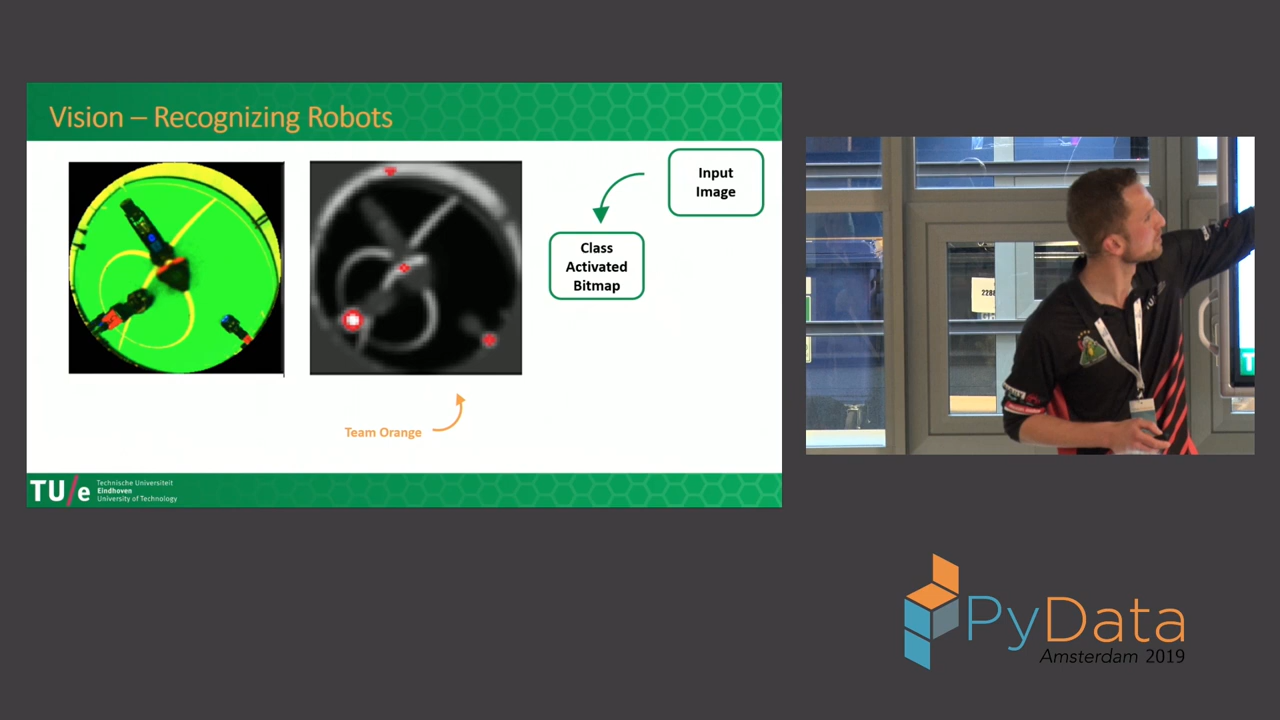 Vision – Recognizing Robots
Input
Image
Class
Activated
Bitmap
Team Orange
TU/e
Technische Universiteit
Eindhoven
University of Technology
2288
PyData
Amsterdam 2019